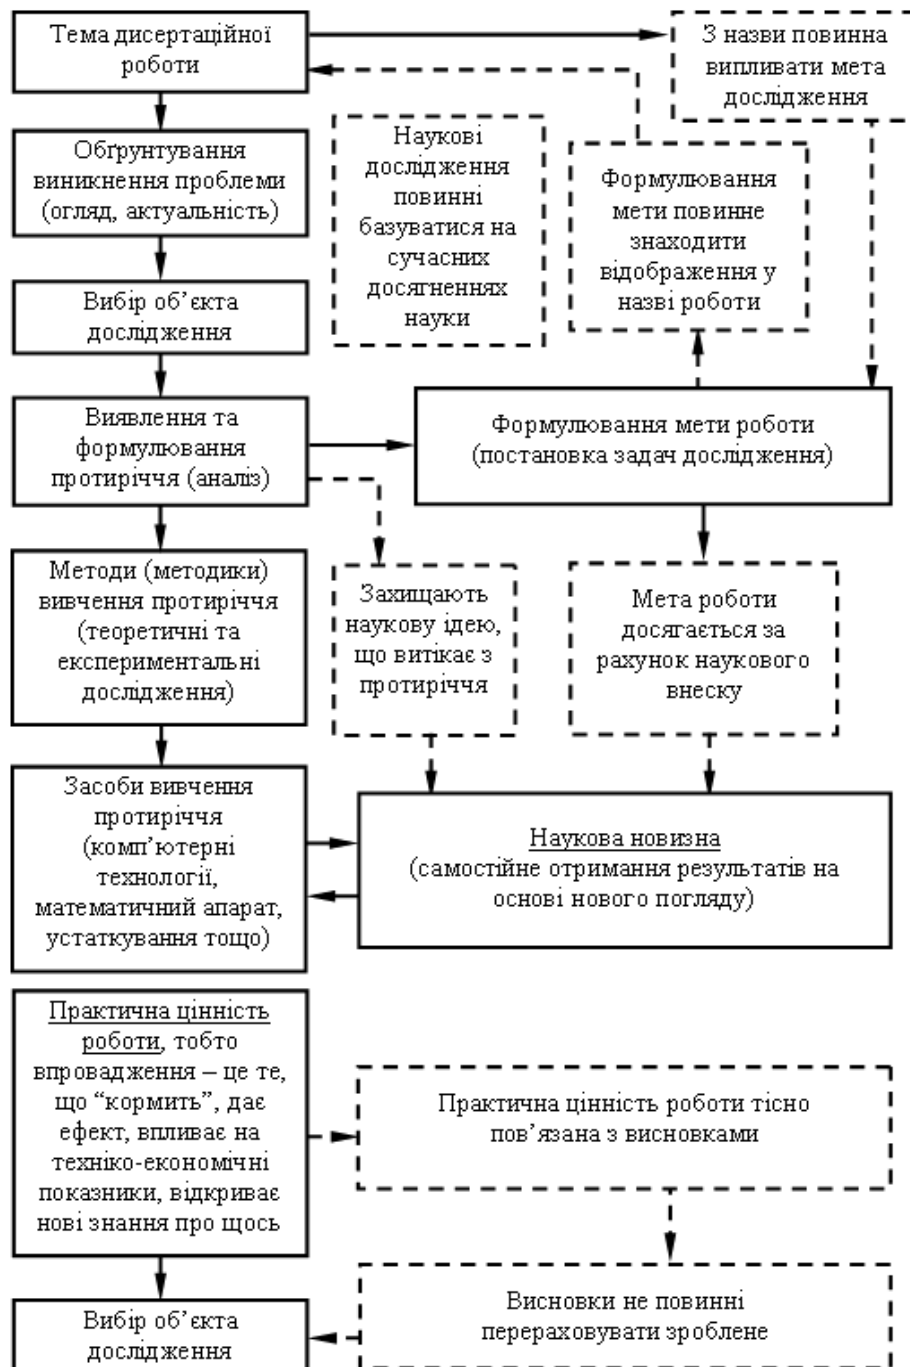 Тема дисертаційної
роботи
З назви повинна
випливати мета
дослідження
Обґрунтування
виникнення проблеми
(огляд, актуальність)
Наукові
дослідження
повинні
базуватися на
сучасних
досягненнях
науки
Формулювання
мети повинне
знаходити
відображення у
назві роботи
Вибір об’єкта
дослідження
Виявлення та
формулювання
протиріччя (аналіз)
Формулювання мети роботи
(постановка задач дослідження)
Методи (методики)
вивчення протиріччя
(теоретичні та
експериментальні
дослідження)
Захищають
наукову ідею,
що витікає з
протиріччя
Мета роботи
досягається за
рахунок наукового
внеску
Засоби вивчення
протиріччя
(комп’ютерні
технології,
математичний апарат,
устаткування тощо)
Наукова новизна
(самостійне отримання результатів на
основі нового погляду)
Практична цінність
роботи, тобто
впровадження – це те,
що “кормить”, дає
ефект, впливає на
техніко-економічні
показники, відкриває
нові знання про щось
Практична цінність роботи тісно
пов’язана з висновками
Вибір об’єкта
дослідження
Висновки не повинні
перераховувати зроблене